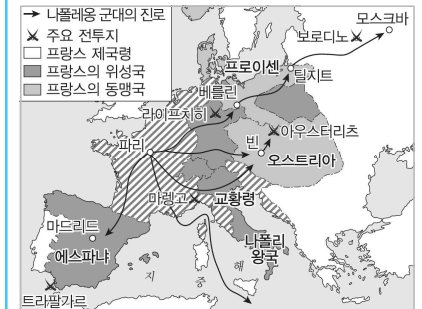 → 나폴레옹 군대의 진로
주요 전투지
프랑스 제국령
프랑스의 위성국
프랑스의 동맹국
모스크바
보로디노
프로이센
틸지트
베를린
라이프치히
아우스터리츠
빈
파리
오스트리아
마렝고
교황령
마드리드
나폴리
왕국
에스파냐
지 중 해
트라팔가르